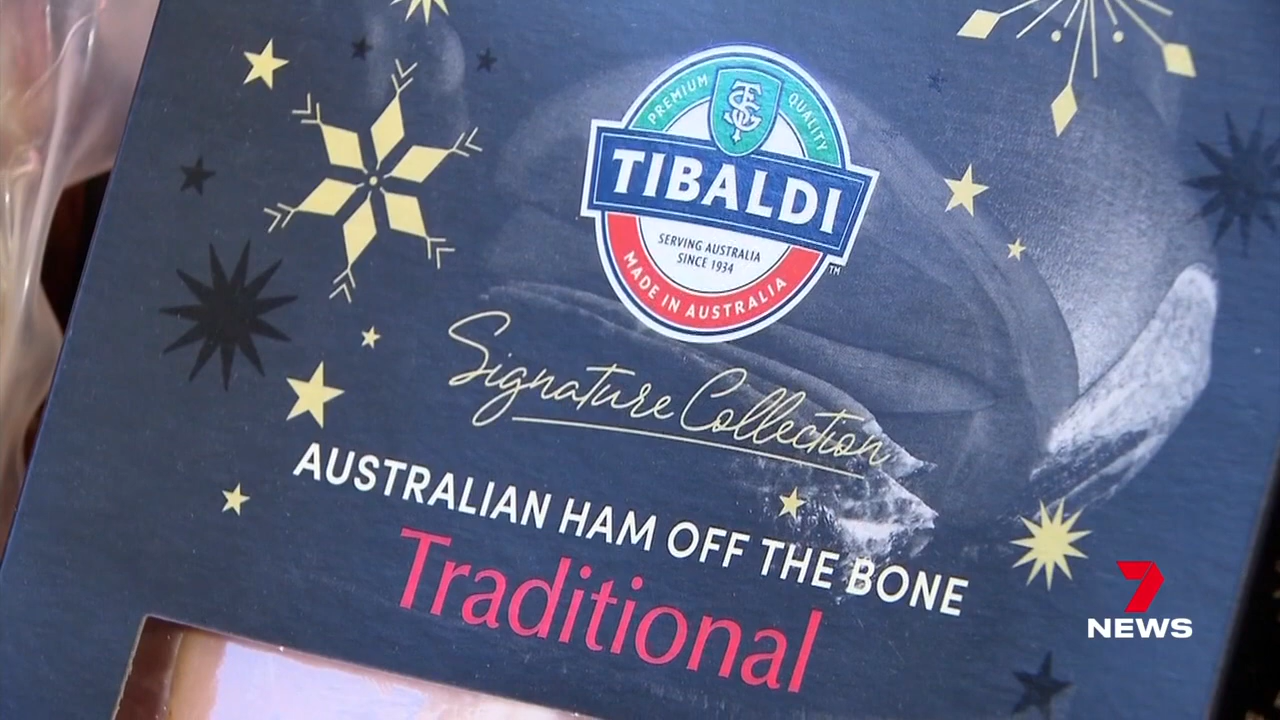 PREMIUM QUALITY
TSG
TIBALDI
TM
SERVING AUSTRALIA
SINCE 1934
MADE IN AUSTRALIA
Signature Collection
AUSTRALIAN HAM OFF THE BONE
Traditional
7
NEWS